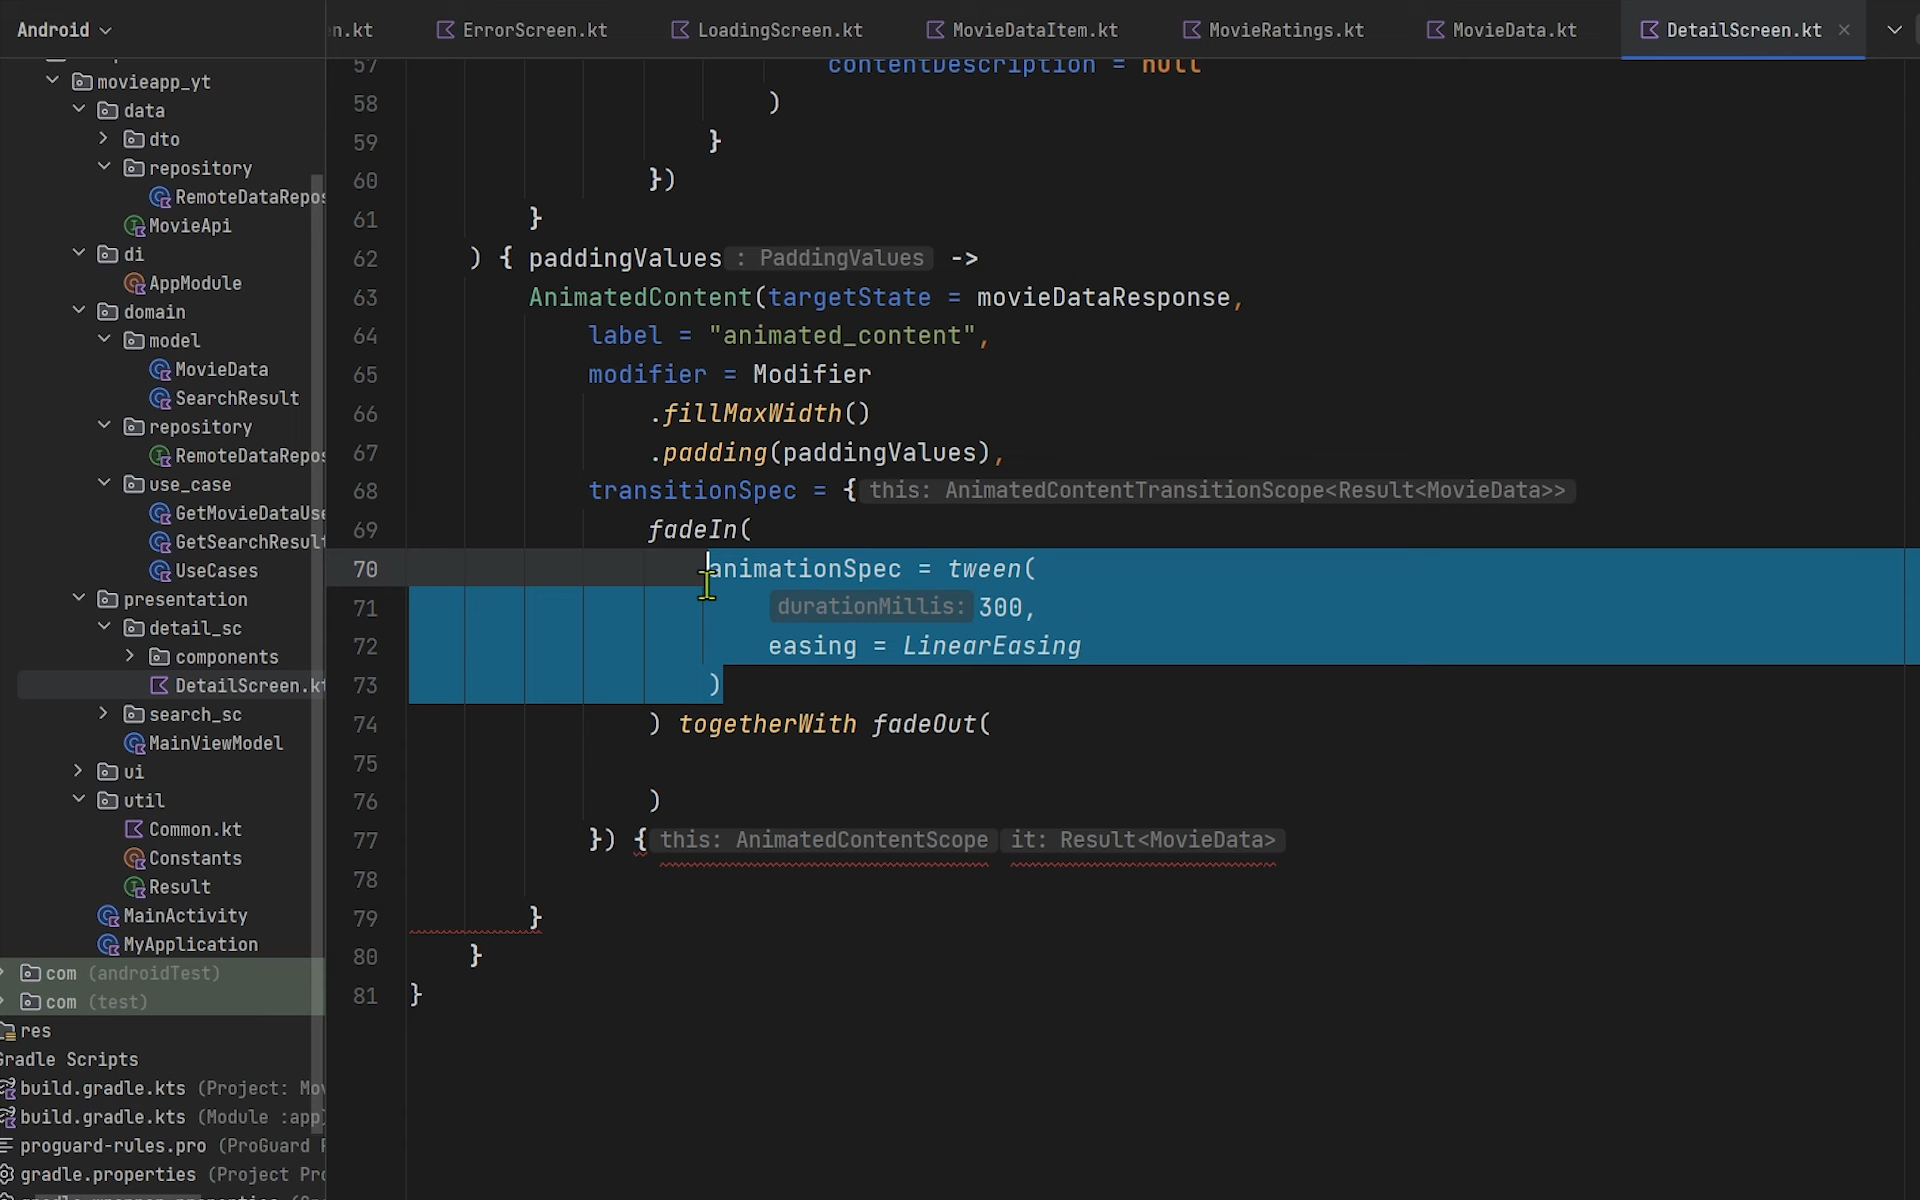 Android
n.kt
ErrorScreen.kt
LoadingScreen.kt
MovieDataItem.kt
MovieRatings.kt
MovieData.kt
DetailScreen.kt
movieapp_yt
data
dto
repository
RemoteDataRepos
MovieApi
di
AppModule
domain
model
MovieData
SearchResult
repository
RemoteDataRepos
use_case
GetMovieDataUse
GetSearchResult
UseCases
presentation
detail_sc
components
DetailScreen.kt
search_sc
MainViewModel
ui
util
Common.kt
Constants
Result
MainActivity
MyApplication
com (androidTest)
com (test)
res
Gradle Scripts
build.gradle.kts (Project: Mov
build.gradle.kts (Module :app)
proguard-rules.pro (ProGuard R
gradle.properties (Project Pro
57 contentDescription = null
58 )
59 }
60 })
61 }
62 ) { paddingValues : PaddingValues ->
63 AnimatedContent(targetState = movieDataResponse,
64 label = "animated_content",
65 modifier = Modifier
66 .fillMaxWidth()
67 .padding(paddingValues),
68 transitionSpec = { this: AnimatedContentTransitionScope<Result<MovieData>>
69 fadeIn(
70 animationSpec = tween(
71 durationMillis: 300,
72 easing = LinearEasing
73 )
74 ) togetherWith fadeOut(
75
76 )
77 }) { this: AnimatedContentScope it: Result<MovieData>
78
79 }
80 }
81 }